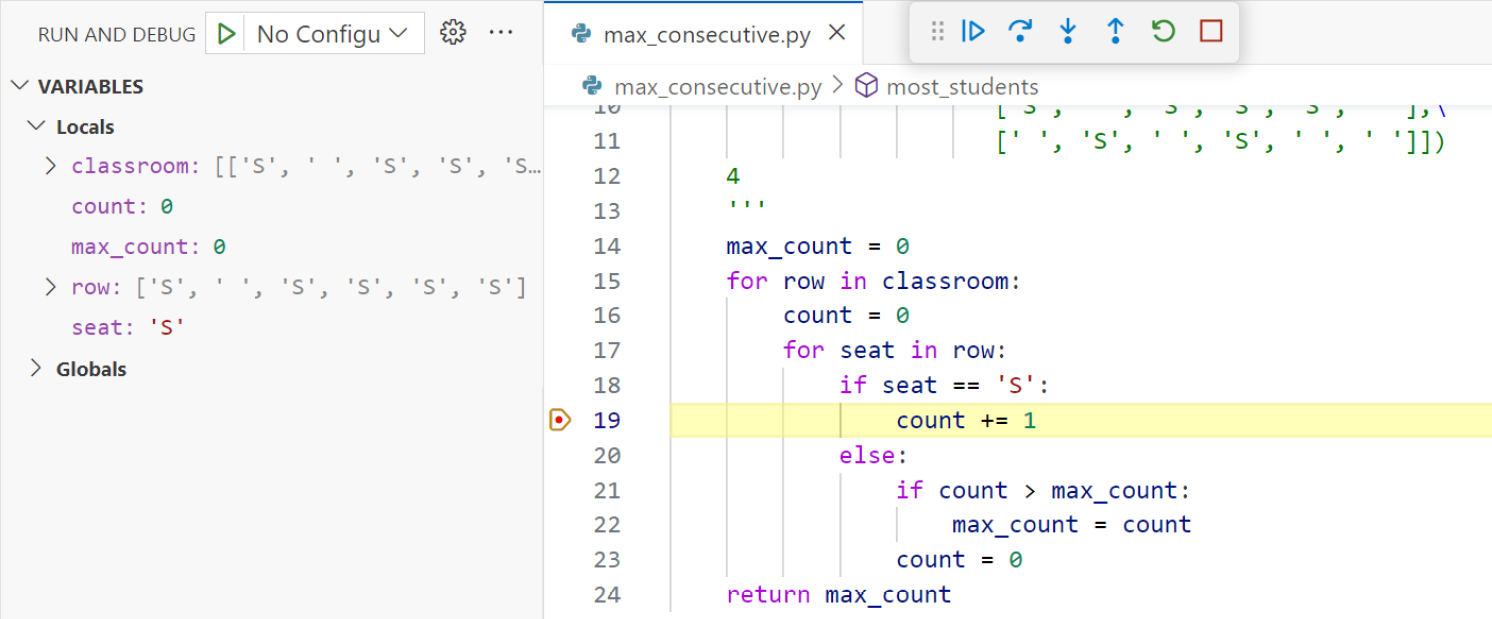 RUN AND DEBUG No Configu
VARIABLES
Locals
classroom: [['S', ' ', 'S', 'S', 'S…
count: 0
max_count: 0
row: ['S', ' ', 'S', 'S', 'S', 'S']
seat: 'S'
Globals
max_consecutive.py
max_consecutive.py > most_students
11 [' ', 'S', ' ', 'S', ' ', ' ']])
12 4
13 '''
14 max_count = 0
15 for row in classroom:
16 count = 0
17 for seat in row:
18 if seat == 'S':
19 count += 1
20 else:
21 if count > max_count:
22 max_count = count
23 count = 0
24 return max_count